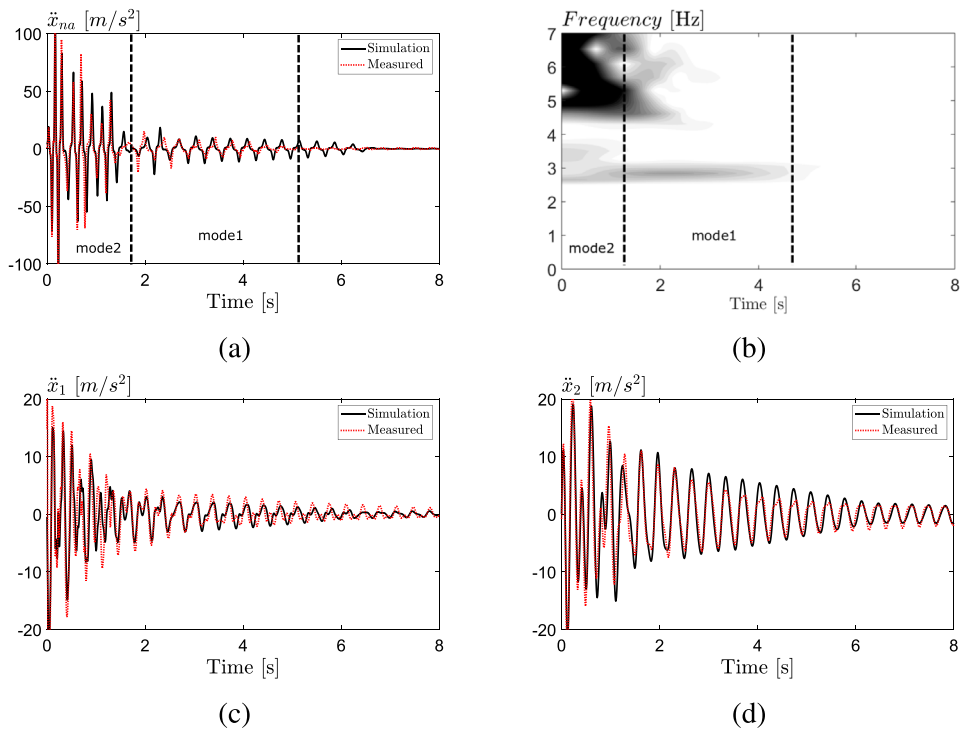 ẍ_na [m/s²]
100
50
0
-50
-100
Simulation
Measured
mode2
mode1
0 2 4 6 8
Time [s]
(a)
Frequency [Hz]
7
6
5
4
3
2
1
0
mode2
mode1
0 2 4 6 8
Time [s]
(b)
ẍ_1 [m/s²]
20
10
0
-10
-20
Simulation
Measured
0 2 4 6 8
Time [s]
(c)
ẍ_2 [m/s²]
20
10
0
-10
-20
Simulation
Measured
0 2 4 6 8
Time [s]
(d)